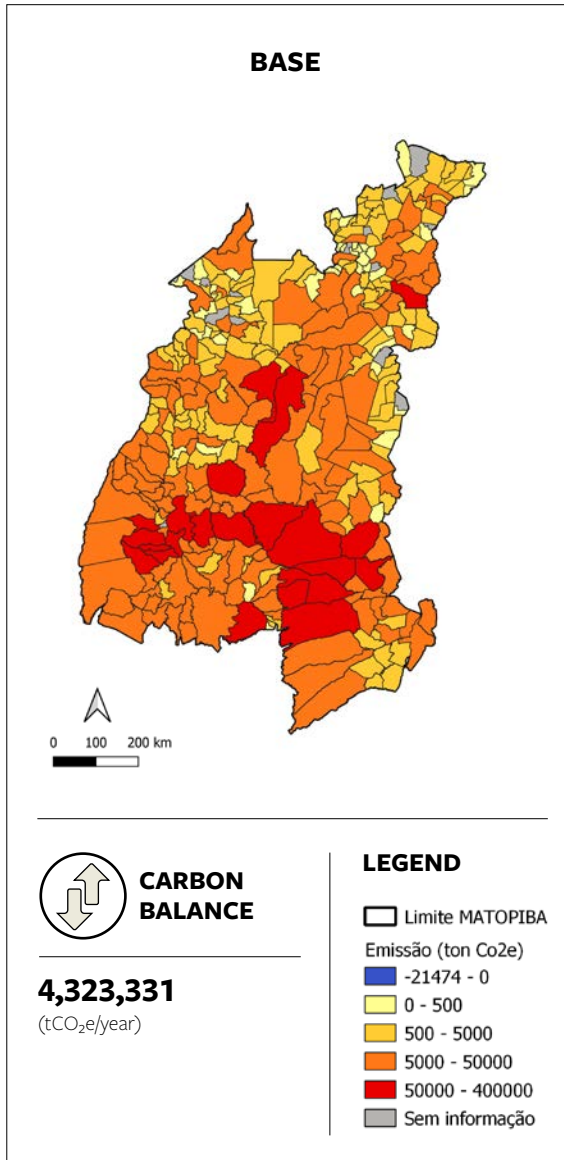 BASE
0 100 200 km
CARBON
BALANCE
4,323,331
(tCO₂e/year)
LEGEND
Limite MATOPIBA
Emissão (ton Co2e)
-21474 - 0
0 - 500
500 - 5000
5000 - 50000
50000 - 400000
Sem informação